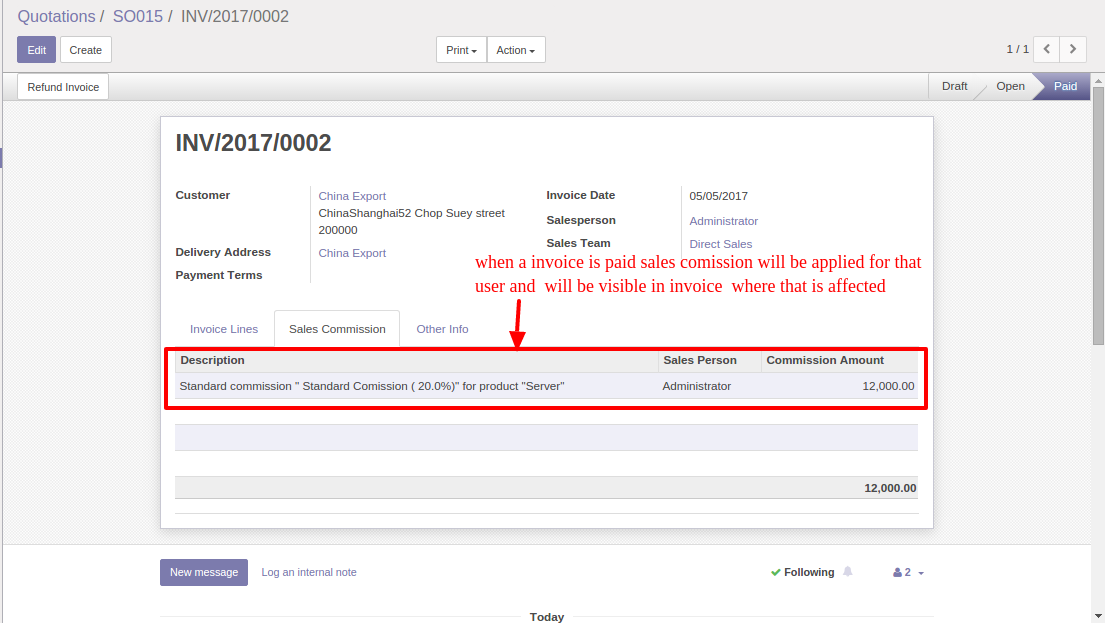 Quotations / SO015 / INV/2017/0002
Edit Create Print Action 1 / 1
Refund Invoice Draft Open Paid
INV/2017/0002
Customer China Export Invoice Date 05/05/2017
ChinaShanghai52 Chop Suey street Salesperson Administrator
200000
Sales Team Direct Sales
Delivery Address China Export
Payment Terms
when a invoice is paid sales comission will be applied for that
user and will be visible in invoice where that is affected
Invoice Lines Sales Commission Other Info
Description Sales Person Commission Amount
Standard commission " Standard Comission ( 20.0%)" for product "Server" Administrator 12,000.00
12,000.00
New message Log an internal note Following 2
Today